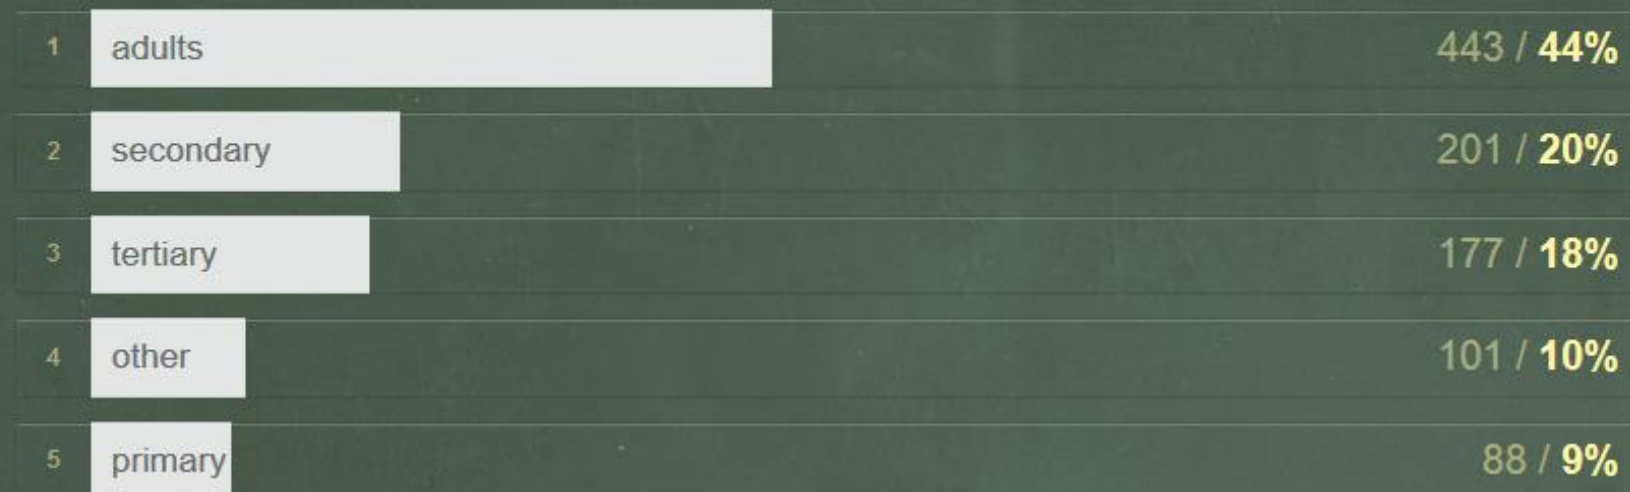 1 adults 443 / 44%
2 secondary 201 / 20%
3 tertiary 177 / 18%
4 other 101 / 10%
5 primary 88 / 9%